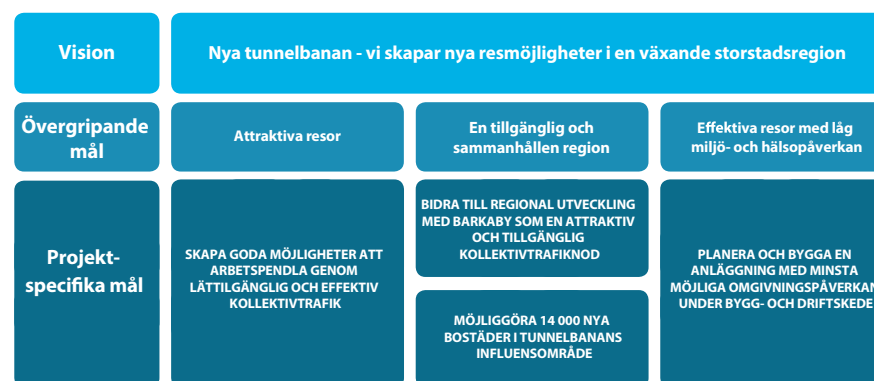 Vision
Nya tunnelbanan - vi skapar nya resmöjligheter i en växande storstadsregion
Övergripande
mål
Attraktiva resor
En tillgänglig och
sammanhållen region
Effektiva resor med låg
miljö- och hälsopåverkan
Projekt-
specifika mål
SKAPA GODA MÖJLIGHETER ATT
ARBETSPENDLA GENOM
LÄTTILGÄNGLIG OCH EFFEKTIV
KOLLEKTIVTRAFIK
BIDRA TILL REGIONAL UTVECKLING
MED BARKABY SOM EN ATTRAKTIV
OCH TILLGÄNGLIG
KOLLEKTIVTRAFIKNOD
MÖJLIGGÖRA 14 000 NYA
BOSTÄDER I TUNNELBANANS
INFLUENSOMRÅDE
PLANERA OCH BYGGA EN
ANLÄGGNING MED MINSTA
MÖJLIGA OMGIVNINGSPÅVERKAN
UNDER BYGG- OCH DRIFTSKEDE